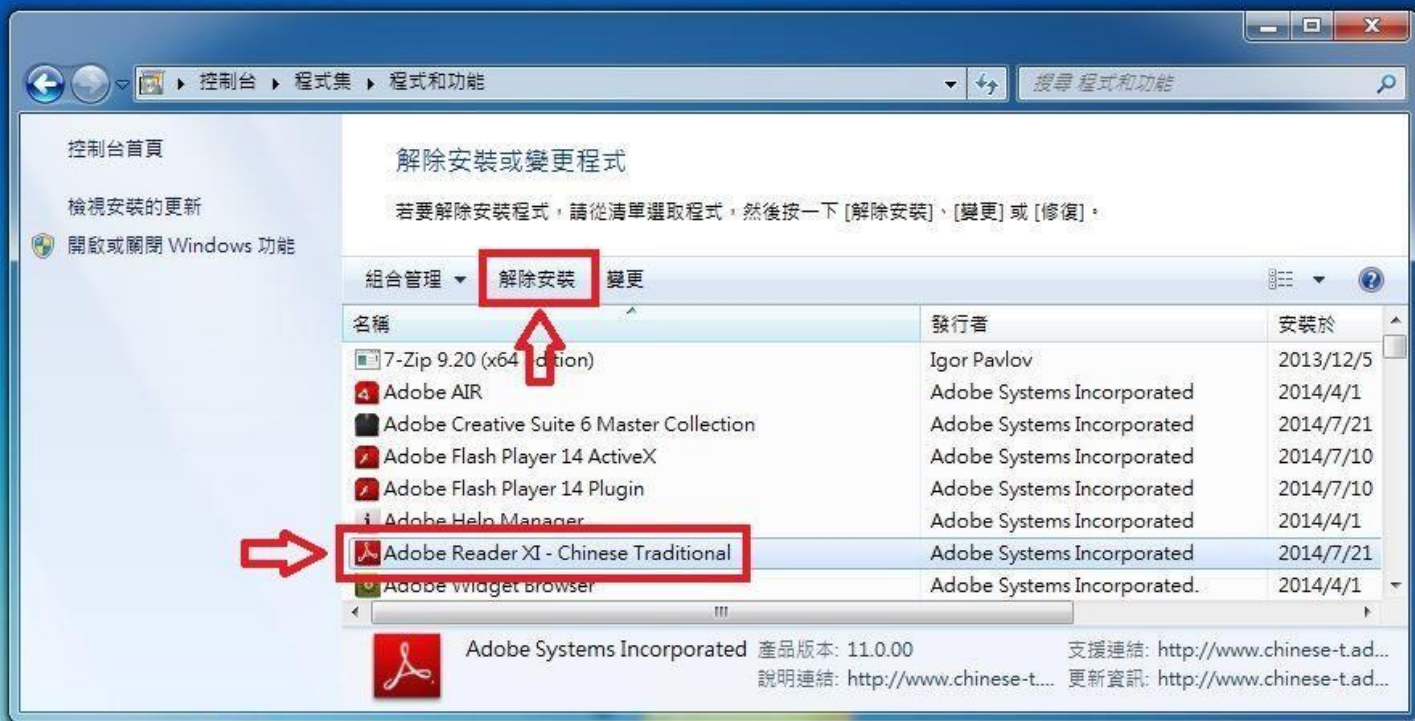 控制台 ▸ 程式集 ▸ 程式和功能
搜尋 程式和功能
控制台首頁
檢視安裝的更新
開啟或關閉 Windows 功能
解除安裝或變更程式
若要解除安裝程式，請從清單選取程式，然後按一下 [解除安裝]、[變更] 或 [修復]。
組合管理 解除安裝 變更
名稱 發行者 安裝於
7-Zip 9.20 (x64 edition) Igor Pavlov 2013/12/5
Adobe AIR Adobe Systems Incorporated 2014/4/1
Adobe Creative Suite 6 Master Collection Adobe Systems Incorporated 2014/7/21
Adobe Flash Player 14 ActiveX Adobe Systems Incorporated 2014/7/10
Adobe Flash Player 14 Plugin Adobe Systems Incorporated 2014/7/10
Adobe Help Manager Adobe Systems Incorporated 2014/4/1
Adobe Reader XI - Chinese Traditional Adobe Systems Incorporated 2014/7/21
Adobe Widget Browser Adobe Systems Incorporated. 2014/4/1
Adobe Systems Incorporated 產品版本: 11.0.00 支援連結: http://www.chinese-t.ad...
說明連結: http://www.chinese-t.... 更新資訊: http://www.chinese-t.ad...